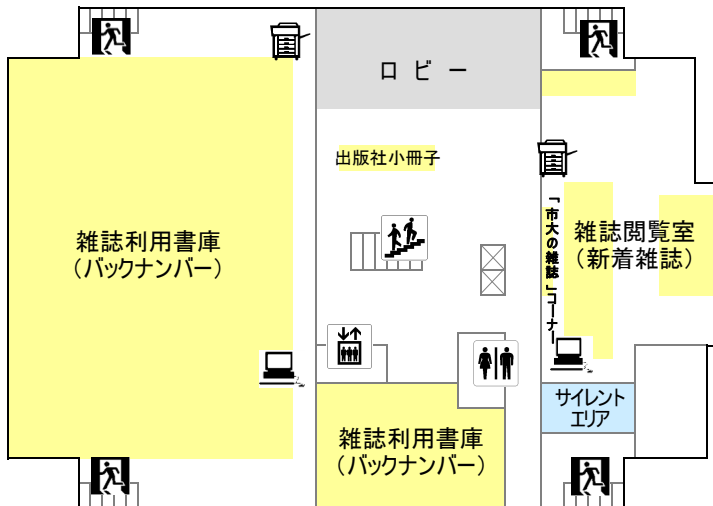 ロビー
出版社小冊子
雑誌利用書庫
（バックナンバー）
「市大の雑誌」コーナー
雑誌閲覧室
（新着雑誌）
サイレント
エリア
雑誌利用書庫
（バックナンバー）